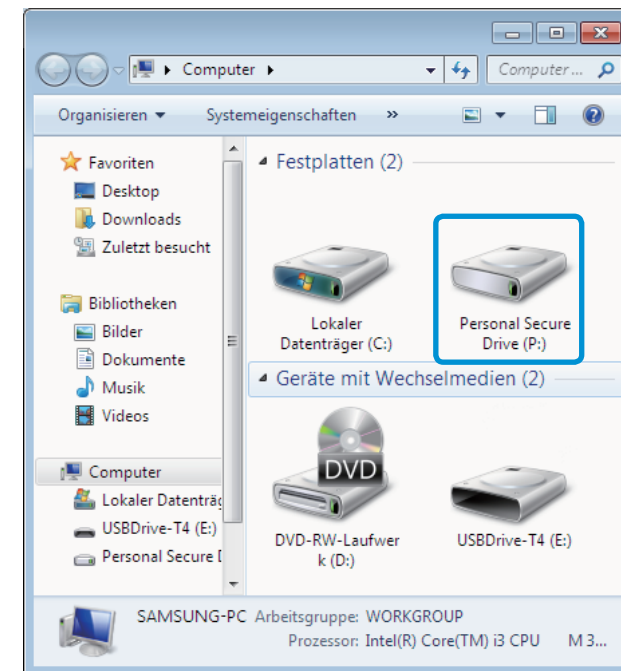 Computer
Computer ...
Organisieren
Systemeigenschaften
»
Favoriten
Desktop
Downloads
Zuletzt besucht
Bibliotheken
Bilder
Dokumente
Musik
Videos
Computer
Lokaler Datenträg
USBDrive-T4 (E:)
Personal Secure D
Festplatten (2)
Lokaler
Datenträger (C:)
Personal Secure
Drive (P:)
Geräte mit Wechselmedien (2)
DVD
DVD-RW-Laufwer
k (D:)
USBDrive-T4 (E:)
SAMSUNG-PC Arbeitsgruppe: WORKGROUP
Prozessor: Intel(R) Core(TM) i3 CPU M 3...